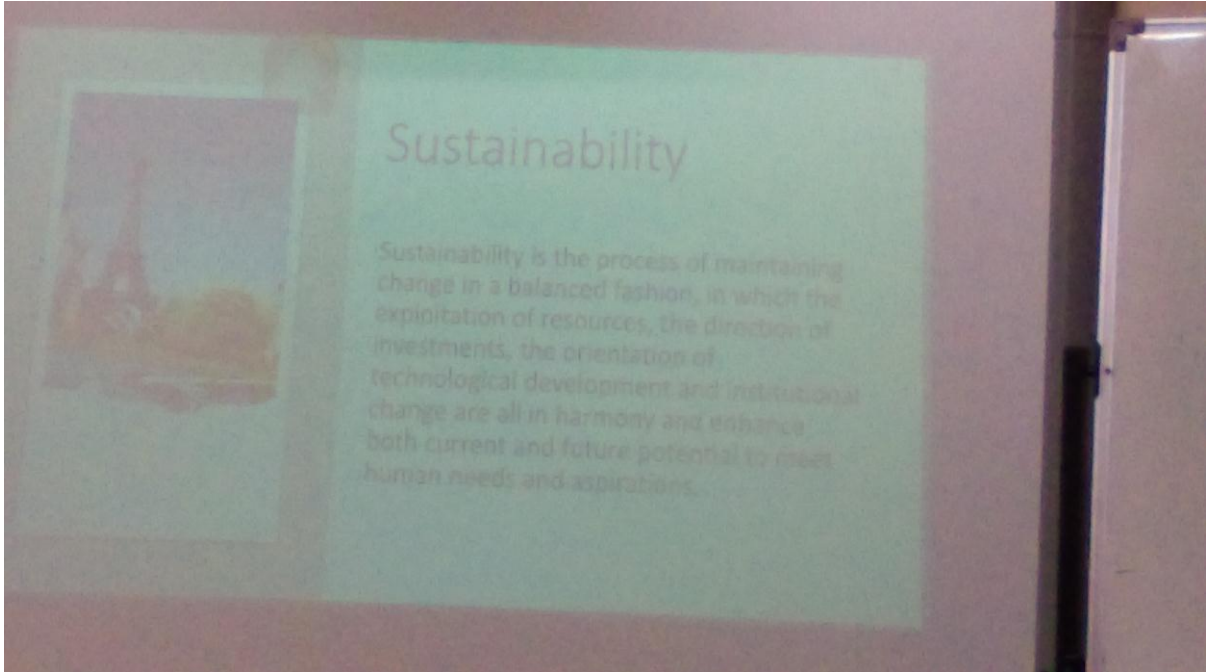 Sustainability
Sustainability is the process of maintaining
change in a balanced fashion, in which the
exploitation of resources, the direction of
investments, the orientation of
technological development and institutional
change are all in harmony and enhance
both current and future potential to meet
human needs and aspirations.